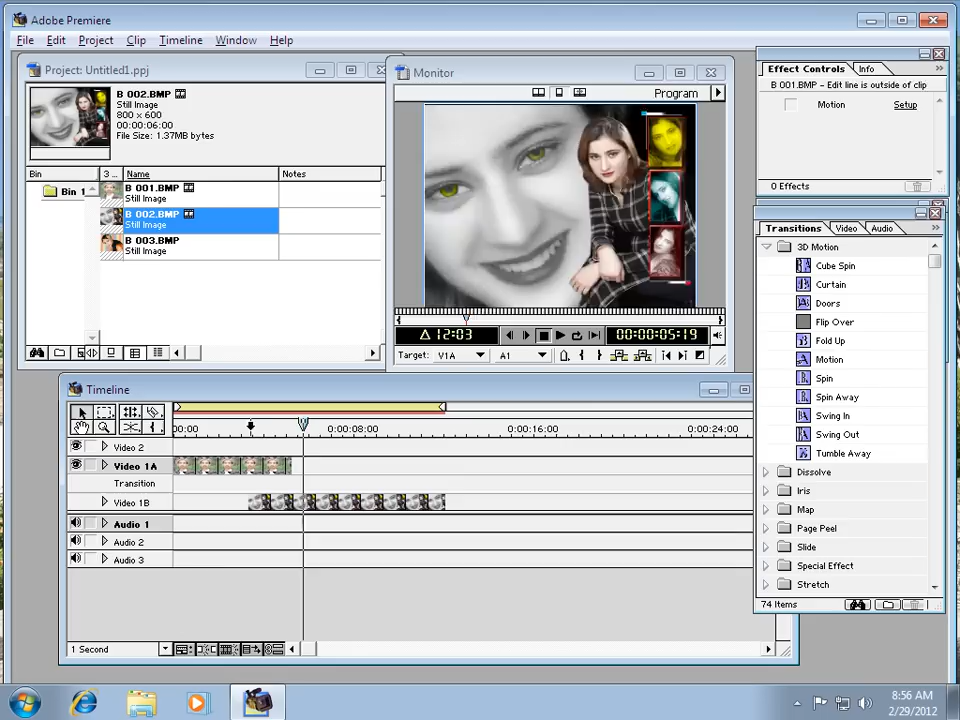 Adobe Premiere
File Edit Project Clip Timeline Window Help
Project: Untitled1.ppj
B 002.BMP
Still Image
800 x 600
00:00:06:00
File Size: 1.37MB bytes
Bin 3... Name Notes
Bin 1
B 001.BMP
Still Image
B 002.BMP
Still Image
B 003.BMP
Still Image
Monitor
Program
Δ 12:03
00:00:05:19
Target: V1A A1
Effect Controls Info
B 001.BMP - Edit line is outside of clip
Motion Setup
0 Effects
Transitions Video Audio
3D Motion
Cube Spin
Curtain
Doors
Flip Over
Fold Up
Motion
Spin
Spin Away
Swing In
Swing Out
Tumble Away
Dissolve
Iris
Map
Page Peel
Slide
Special Effect
Stretch
74 Items
Timeline
:00:00 0:00:08:00 0:00:16:00 0:00:24:00
Video 2
Video 1A
Transition
Video 1B
Audio 1
Audio 2
Audio 3
1 Second
8:56 AM
2/29/2012